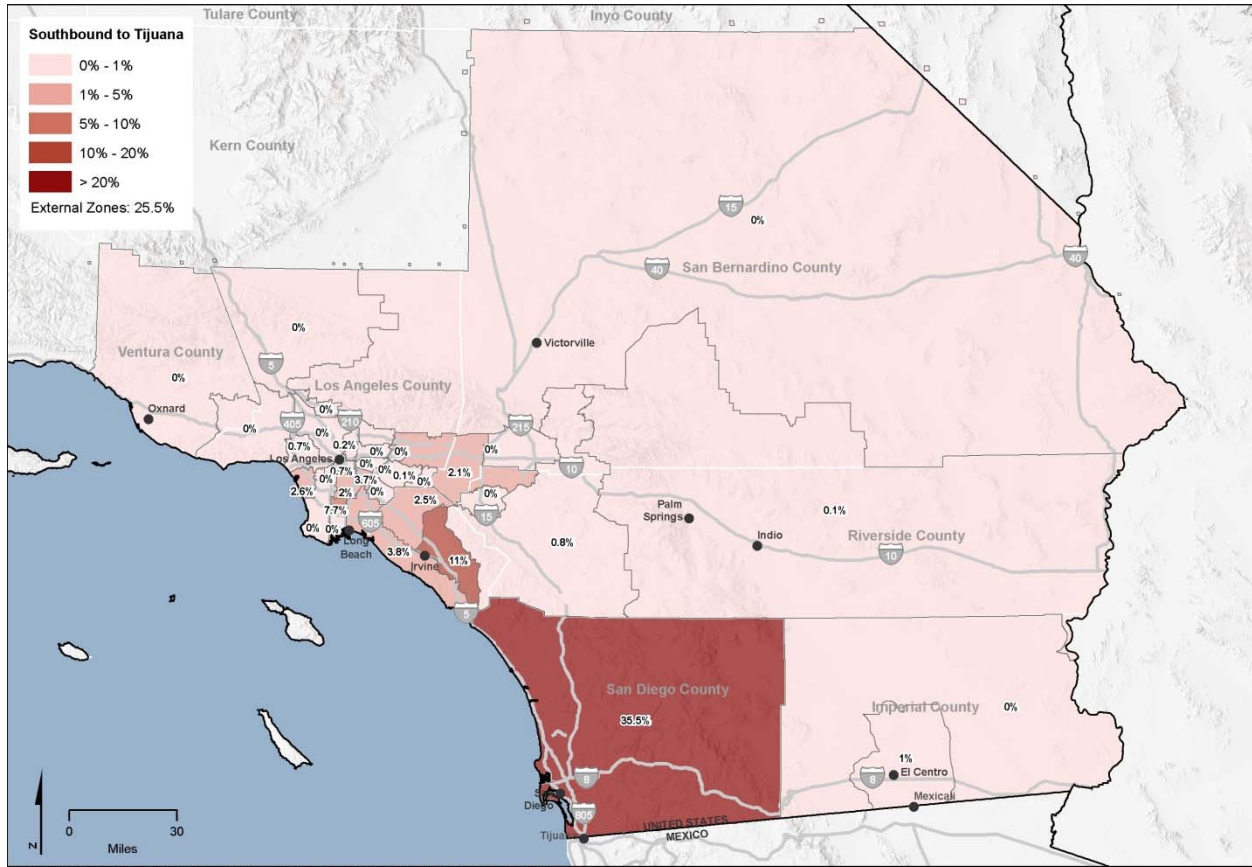 Tulare County
Inyo County
Southbound to Tijuana
0% - 1%
1% - 5%
5% - 10%
10% - 20%
> 20%
External Zones: 25.5%
Kern County
15
0%
40
San Bernardino County
40
0%
Victorville
Ventura County
5
0%
Los Angeles County
Oxnard
0%
405
0%
210
215
0%
0.7%
0.2%
0%
0%
0%
Los Angeles
0%
10
0.7%
0%
2.1%
0%
3.7%
0.1%
0%
2.6%
2%
0%
2.5%
0%
7.7%
15
Palm
Springs
0.1%
605
0%
0%
Long
Beach
Riverside County
Indio
0.8%
10
3.8%
Irvine
11%
5
San Diego County
35.5%
Imperial County
0%
1%
8
El Centro
8
Diego
Mexicali
805
UNITED STATES
MEXICO
0
30
Miles
N